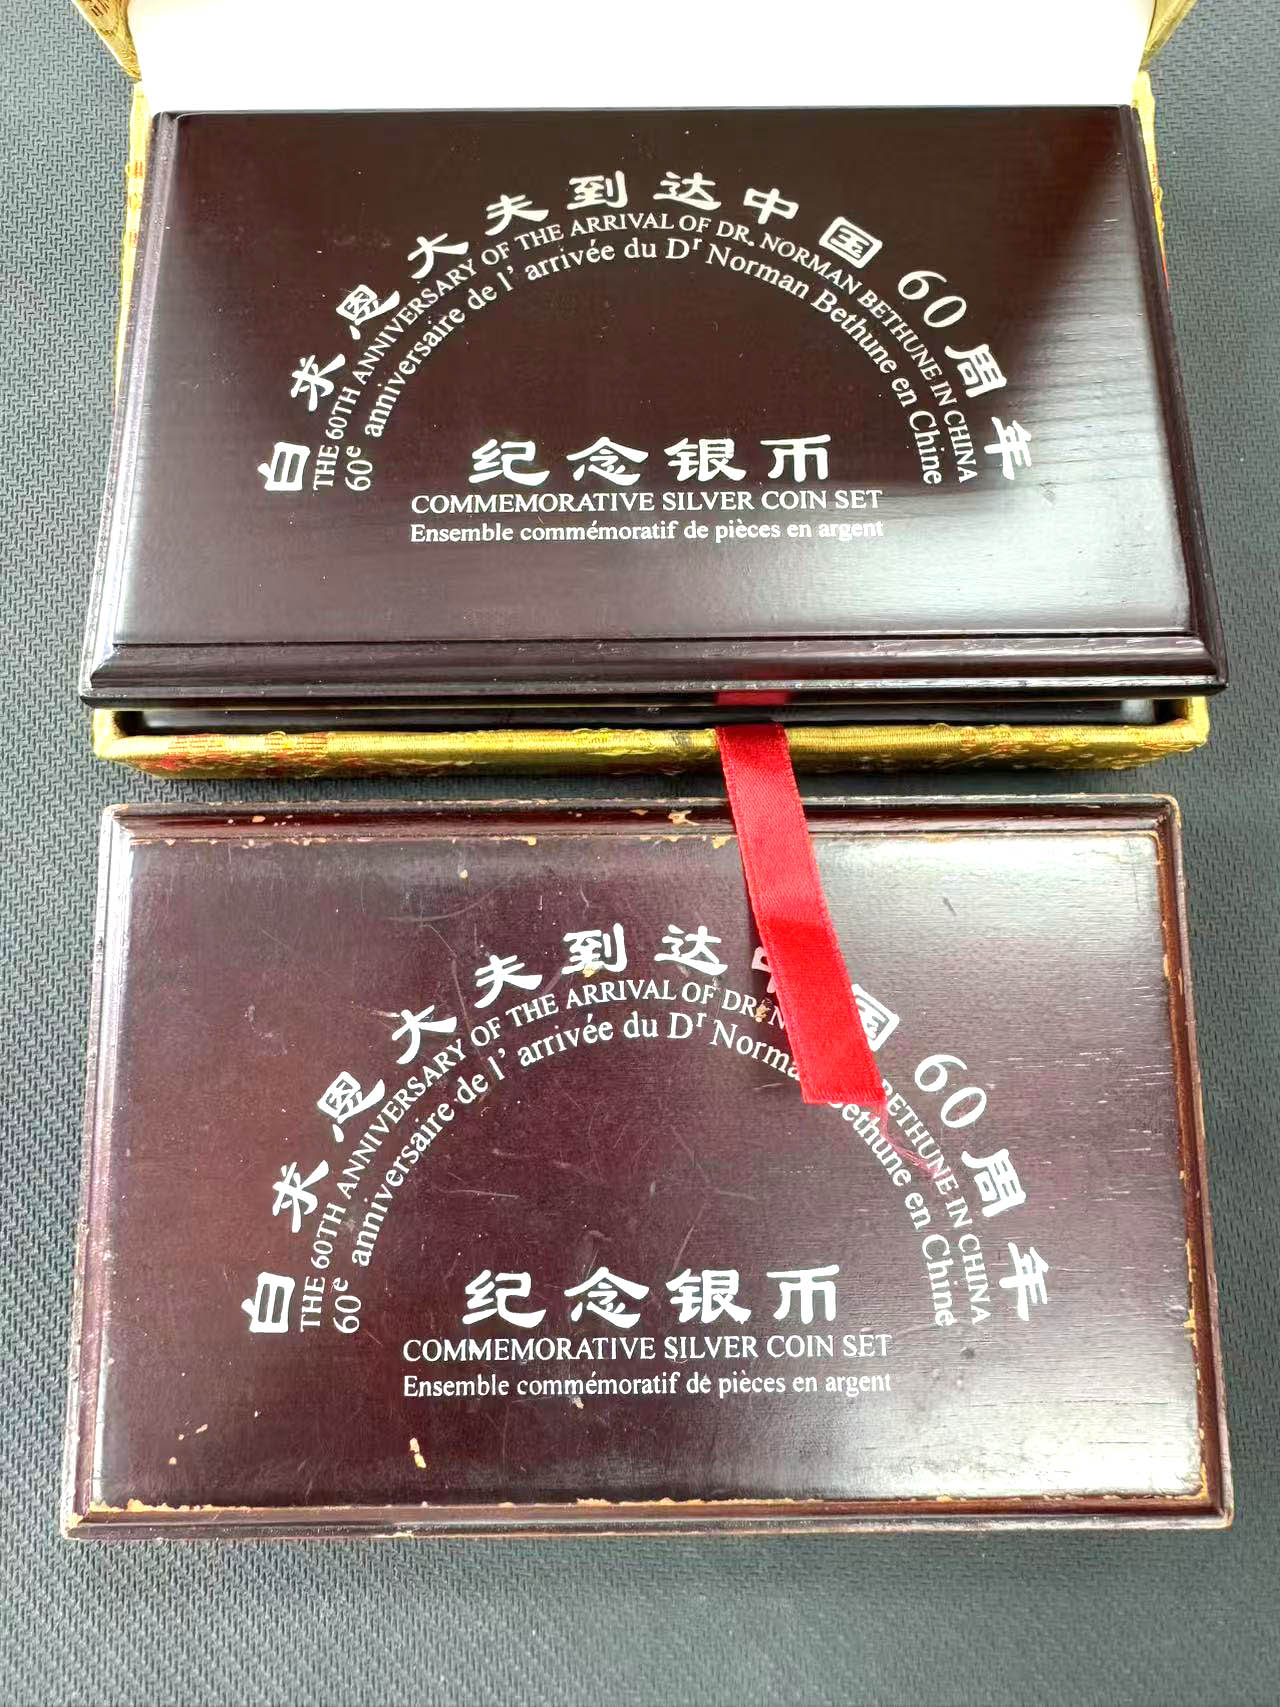 白求恩大夫到达中国60周年
THE 60TH ANNIVERSARY OF THE ARRIVAL OF DR. NORMAN BETHUNE IN CHINA
60e anniversaire de l' arrivée du Dr Norman Bethune en Chine
纪念银币
COMMEMORATIVE SILVER COIN SET
Ensemble commémoratif de pièces en argent
白求恩大夫到达 国60周年
THE 60TH ANNIVERSARY OF THE ARRIVAL OF DR. BETHUNE IN CHINA
60e anniversaire de l' arrivée du Dr Norma ethune en Chine
纪念银币
COMMEMORATIVE SILVER COIN SET
Ensemble commémoratif de pièces en argent